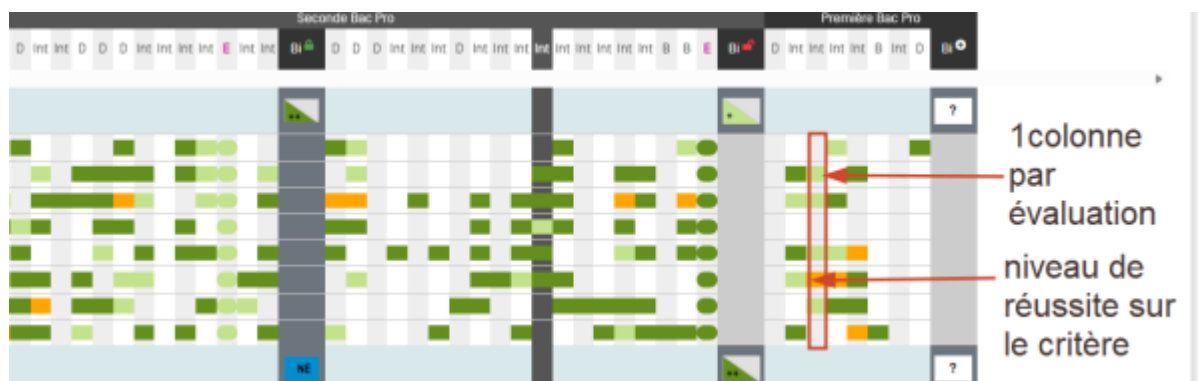 Seconde Bac Pro
Première Bac Pro
D Int Int D D D Int Int Int Int E Int Int Bi D D D Int Int Int D Int Int Int Int Int Int Int Int Int B B E Bi D Int Int Int Int B Int D Bi
?
1colonne
par
évaluation
niveau de
réussite sur
le critère
NE
?